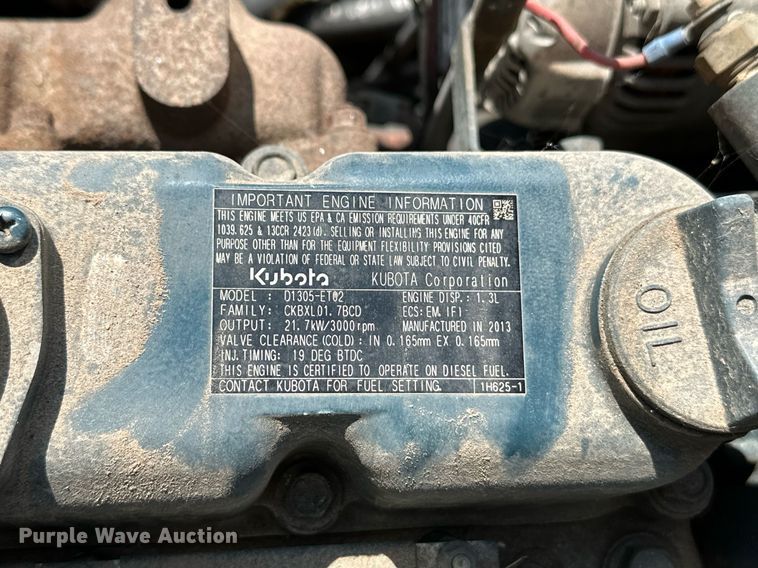 IMPORTANT ENGINE INFORMATION
THIS ENGINE MEETS US EPA & CA EMISSION REQUIREMENTS UNDER 40CFR
1039.625 & 13CCR 2423(d). SELLING OR INSTALLING THIS ENGINE FOR ANY
PURPOSE OTHER THAN FOR THE EQUIPMENT FLEXIBILITY PROVISIONS CITED
MAY BE A VIOLATION OF FEDERAL OR STATE LAW SUBJECT TO CIVIL PENALTY.
Kubota KUBOTA Corporation
MODEL : D1305-ET02 ENGINE DISP.: 1.3L
FAMILY: CKBXL01.7BCD ECS:EM(IFI)
OUTPUT: 21.7kW/3000rpm MANUFACTURED IN 2013
VALVE CLEARANCE (COLD): IN 0.165mm EX 0.165mm
INJ. TIMING: 19 DEG BTDC
THIS ENGINE IS CERTIFIED TO OPERATE ON DIESEL FUEL.
CONTACT KUBOTA FOR FUEL SETTING. 1H625-1
OIL
Purple Wave Auction